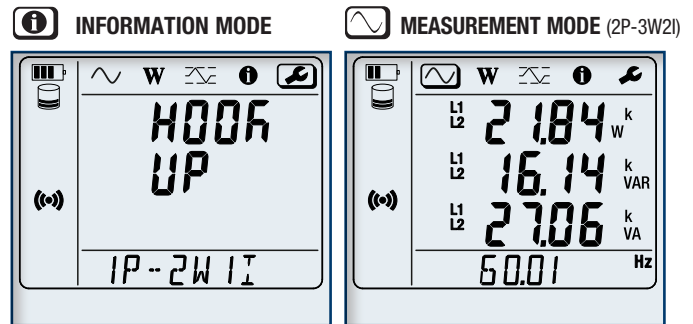 INFORMATION MODE
W
HOOK
UP
1P-2W1I
MEASUREMENT MODE (2P-3W2I)
W
L1 L2 21.84 k W
L1 L2 16.14 k VAR
L1 L2 27.06 k VA
60.01 Hz